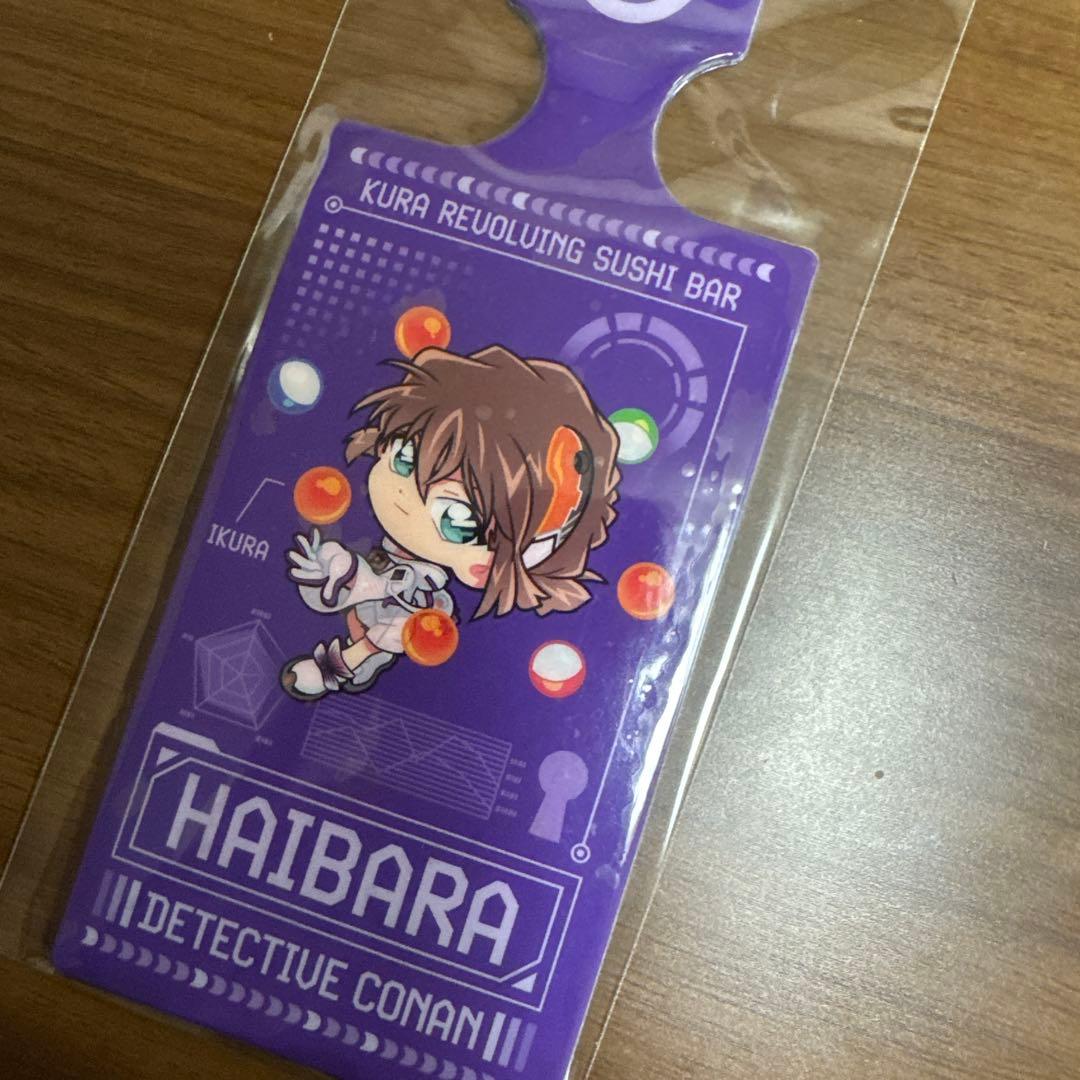 KURA REVOLVING SUSHI BAR
IKURA
HAIBARA
DETECTIVE CONAN